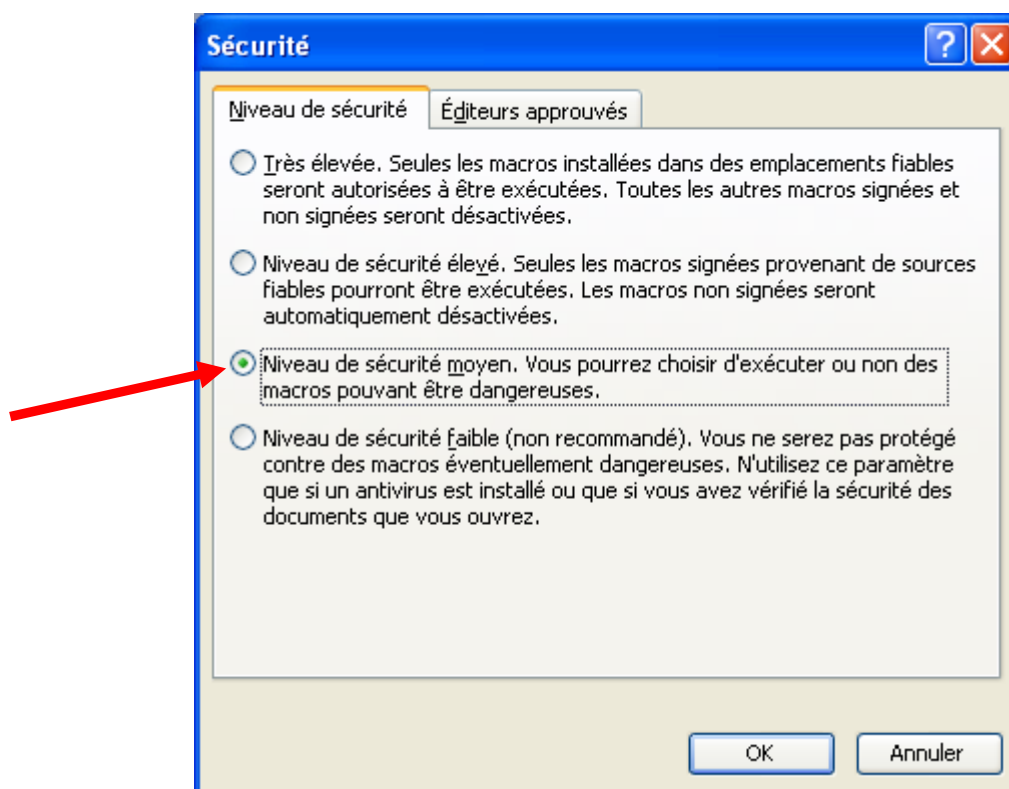 Sécurité
Niveau de sécurité
Éditeurs approuvés
Très élevée. Seules les macros installées dans des emplacements fiables
seront autorisées à être exécutées. Toutes les autres macros signées et
non signées seront désactivées.
Niveau de sécurité élevé. Seules les macros signées provenant de sources
fiables pourront être exécutées. Les macros non signées seront
automatiquement désactivées.
Niveau de sécurité moyen. Vous pourrez choisir d'exécuter ou non des
macros pouvant être dangereuses.
Niveau de sécurité faible (non recommandé). Vous ne serez pas protégé
contre des macros éventuellement dangereuses. N'utilisez ce paramètre
que si un antivirus est installé ou que si vous avez vérifié la sécurité des
documents que vous ouvrez.
OK
Annuler